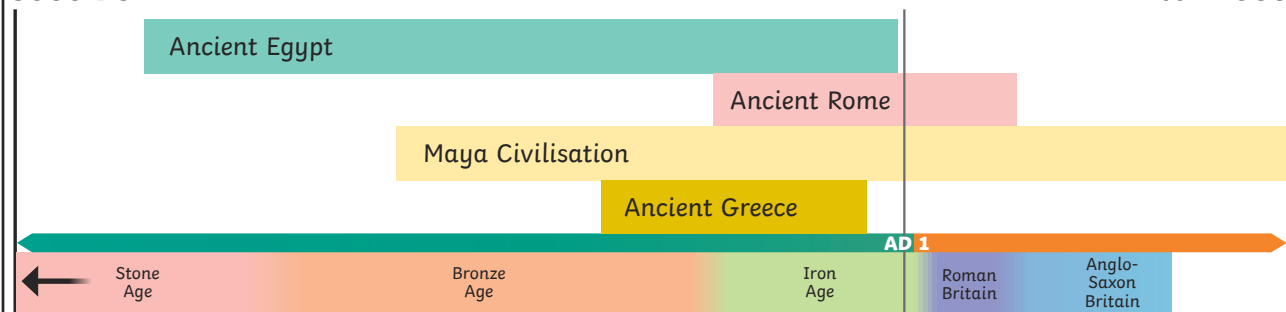 Ancient Egypt
Ancient Rome
Maya Civilisation
Ancient Greece
AD 1
Stone
Age
Bronze
Age
Iron
Age
Roman
Britain
Anglo-
Saxon
Britain